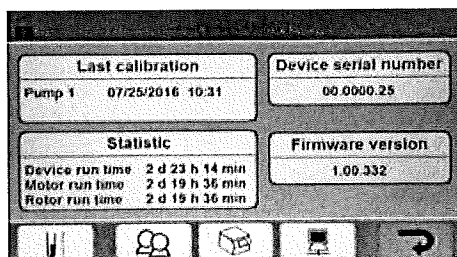 Last calibration
Pump 1 07/25/2016 10:31
Device serial number
00.0000.25
Statistic
Device run time 2 d 23 h 14 min
Motor run time 2 d 19 h 36 min
Rotor run time 2 d 19 h 36 min
Firmware version
1.00.332